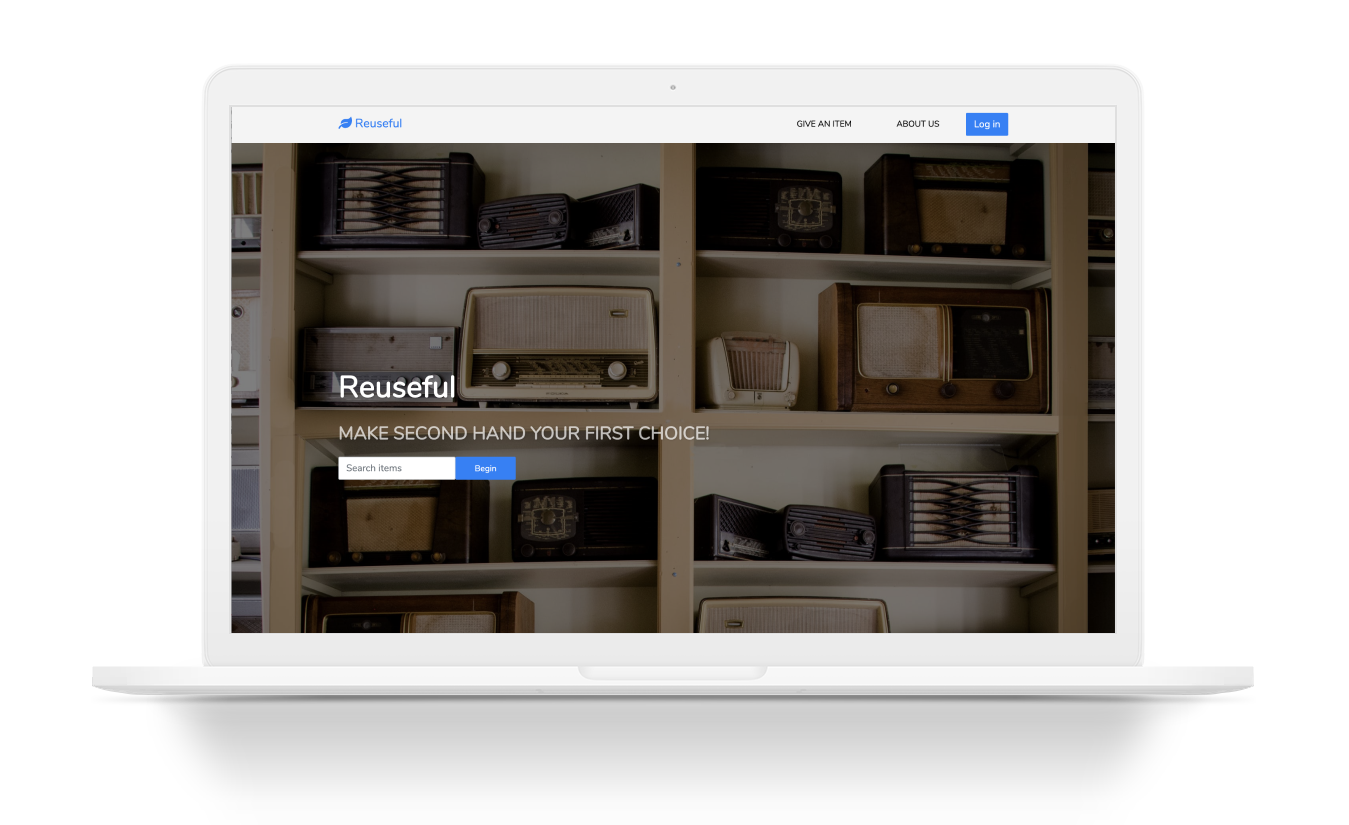 Reuseful
GIVE AN ITEM
ABOUT US
Log in
Reuseful
MAKE SECOND HAND YOUR FIRST CHOICE!
Search items
Begin